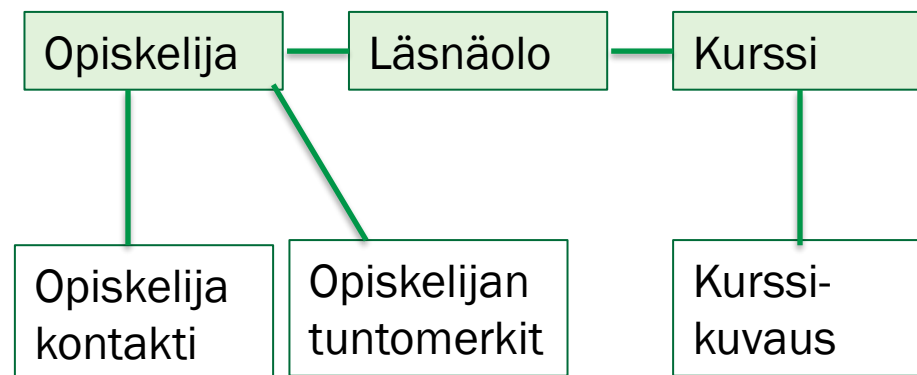 Opiskelija
Läsnäolo
Kurssi
Opiskelija
kontakti
Opiskelijan
tuntomerkit
Kurssi-
kuvaus